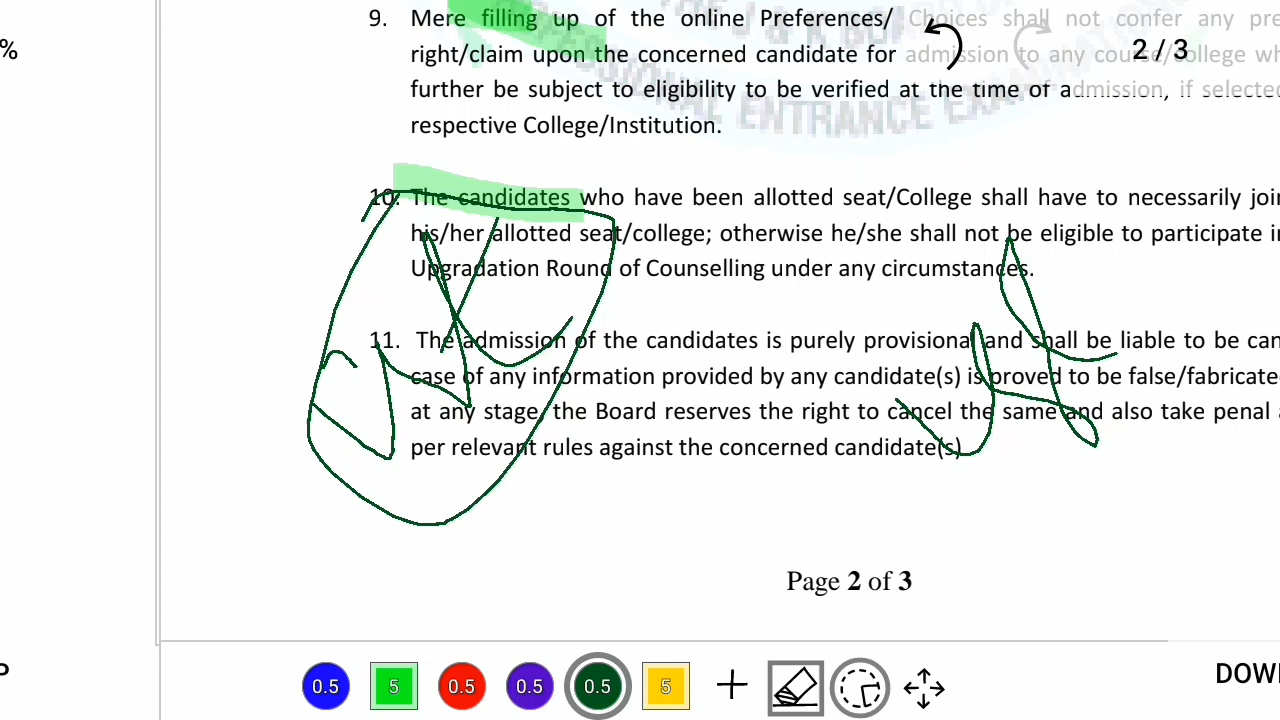 9. Mere filling up of the online Preferences/ Choices shall not confer any pre
right/claim upon the concerned candidate for admission to any course/college wh
further be subject to eligibility to be verified at the time of admission, if selected
respective College/Institution.
10. The candidates who have been allotted seat/College shall have to necessarily joi
his/her allotted seat/college; otherwise he/she shall not be eligible to participate i
Upgradation Round of Counselling under any circumstances.
11. The admission of the candidates is purely provisional and shall be liable to be can
case of any information provided by any candidate(s) is proved to be false/fabricate
at any stage, the Board reserves the right to cancel the same and also take penal
per relevant rules against the concerned candidate(s)
Page 2 of 3
2 / 3
%
ENTRANCE
0.5 5 0.5 0.5 0.5 5
DOW